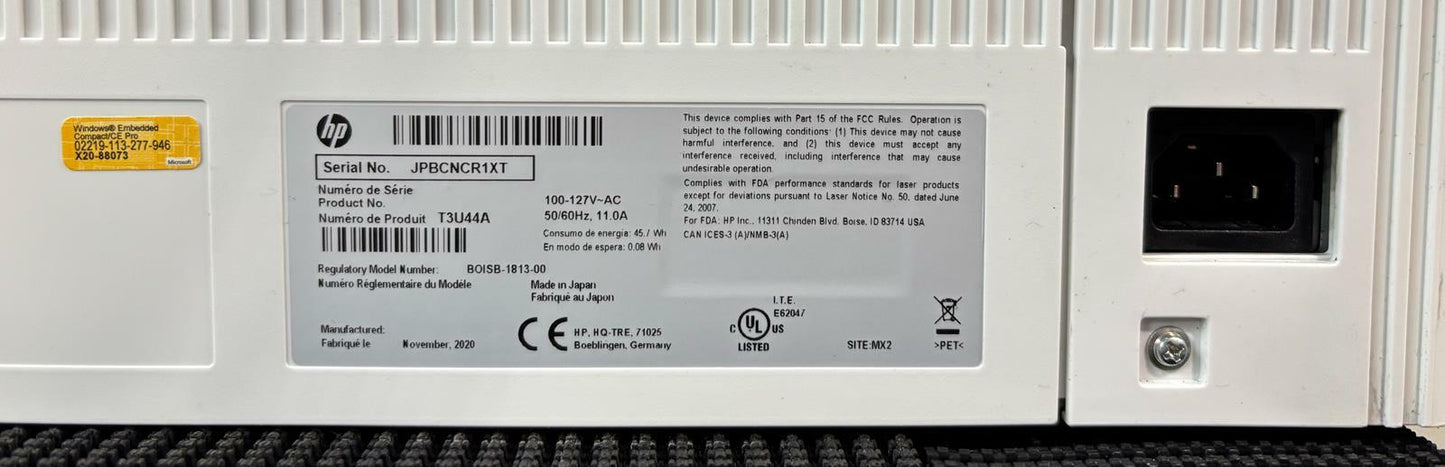 Windows® Embedded
Compact/CE Pro
02219-113-277-946
X20-88073
Microsoft
hp
Serial No. JPBCNCR1XT
Numéro de Série
Product No.
Numéro de Produit T3U44A
100-127V~AC
50/60Hz, 11.0A
Consumo de energia: 45.7 Wh
En modo de espera: 0.08 Wh
Regulatory Model Number: BOISB-1813-00
Numéro Réglementaire du Modèle
Made in Japan
Fabriqué au Japon
Manufactured:
Fabriqué le November, 2020
CE
HP, HQ-TRE, 71025
Boeblingen, Germany
This device complies with Part 15 of the FCC Rules. Operation is
subject to the following conditions: (1) This device may not cause
harmful interference, and (2) this device must accept any
interference received, including interference that may cause
undesirable operation.
Complies with FDA performance standards for laser products
except for deviations pursuant to Laser Notice No. 50, dated June
24, 2007.
For FDA: HP Inc., 11311 Chinden Blvd. Boise, ID 83714 USA
CAN ICES-3 (A)/NMB-3(A)
I.T.E.
E62047
C UL US
LISTED
SITE:MX2
>PET<